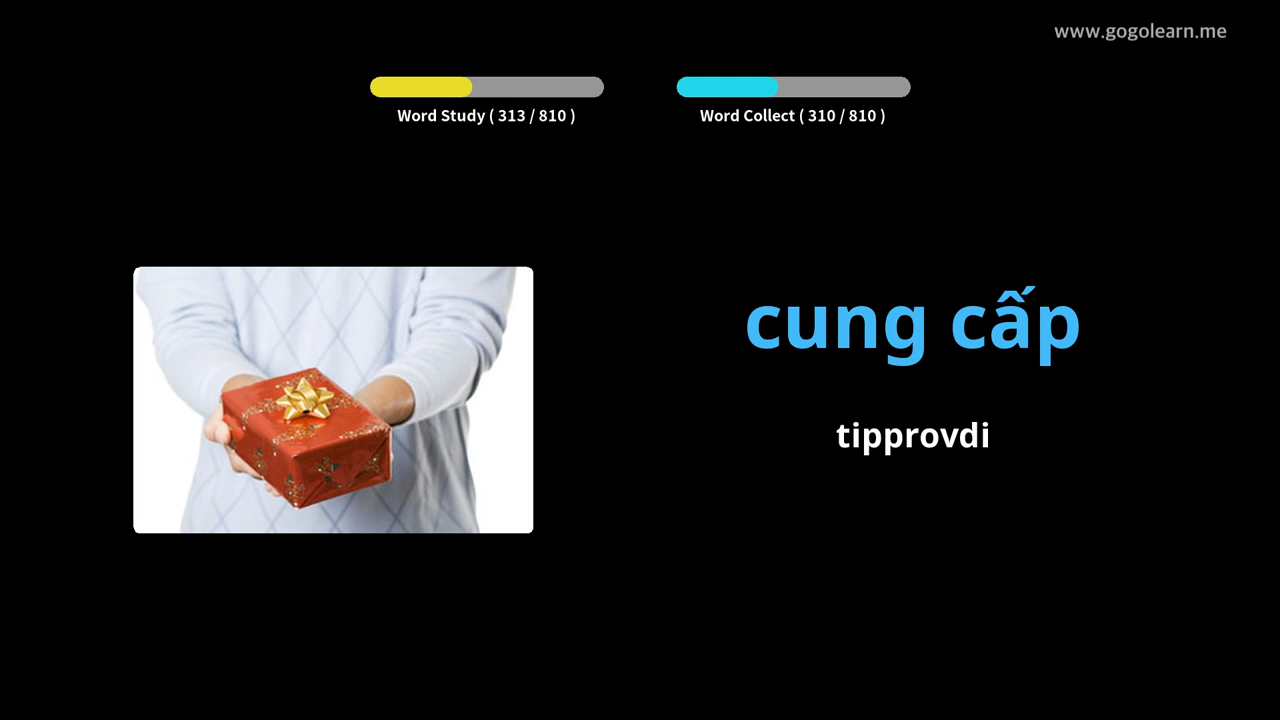 www.gogolearn.me
Word Study ( 313 / 810 )
Word Collect ( 310 / 810 )
cung cấp
tipprovdi